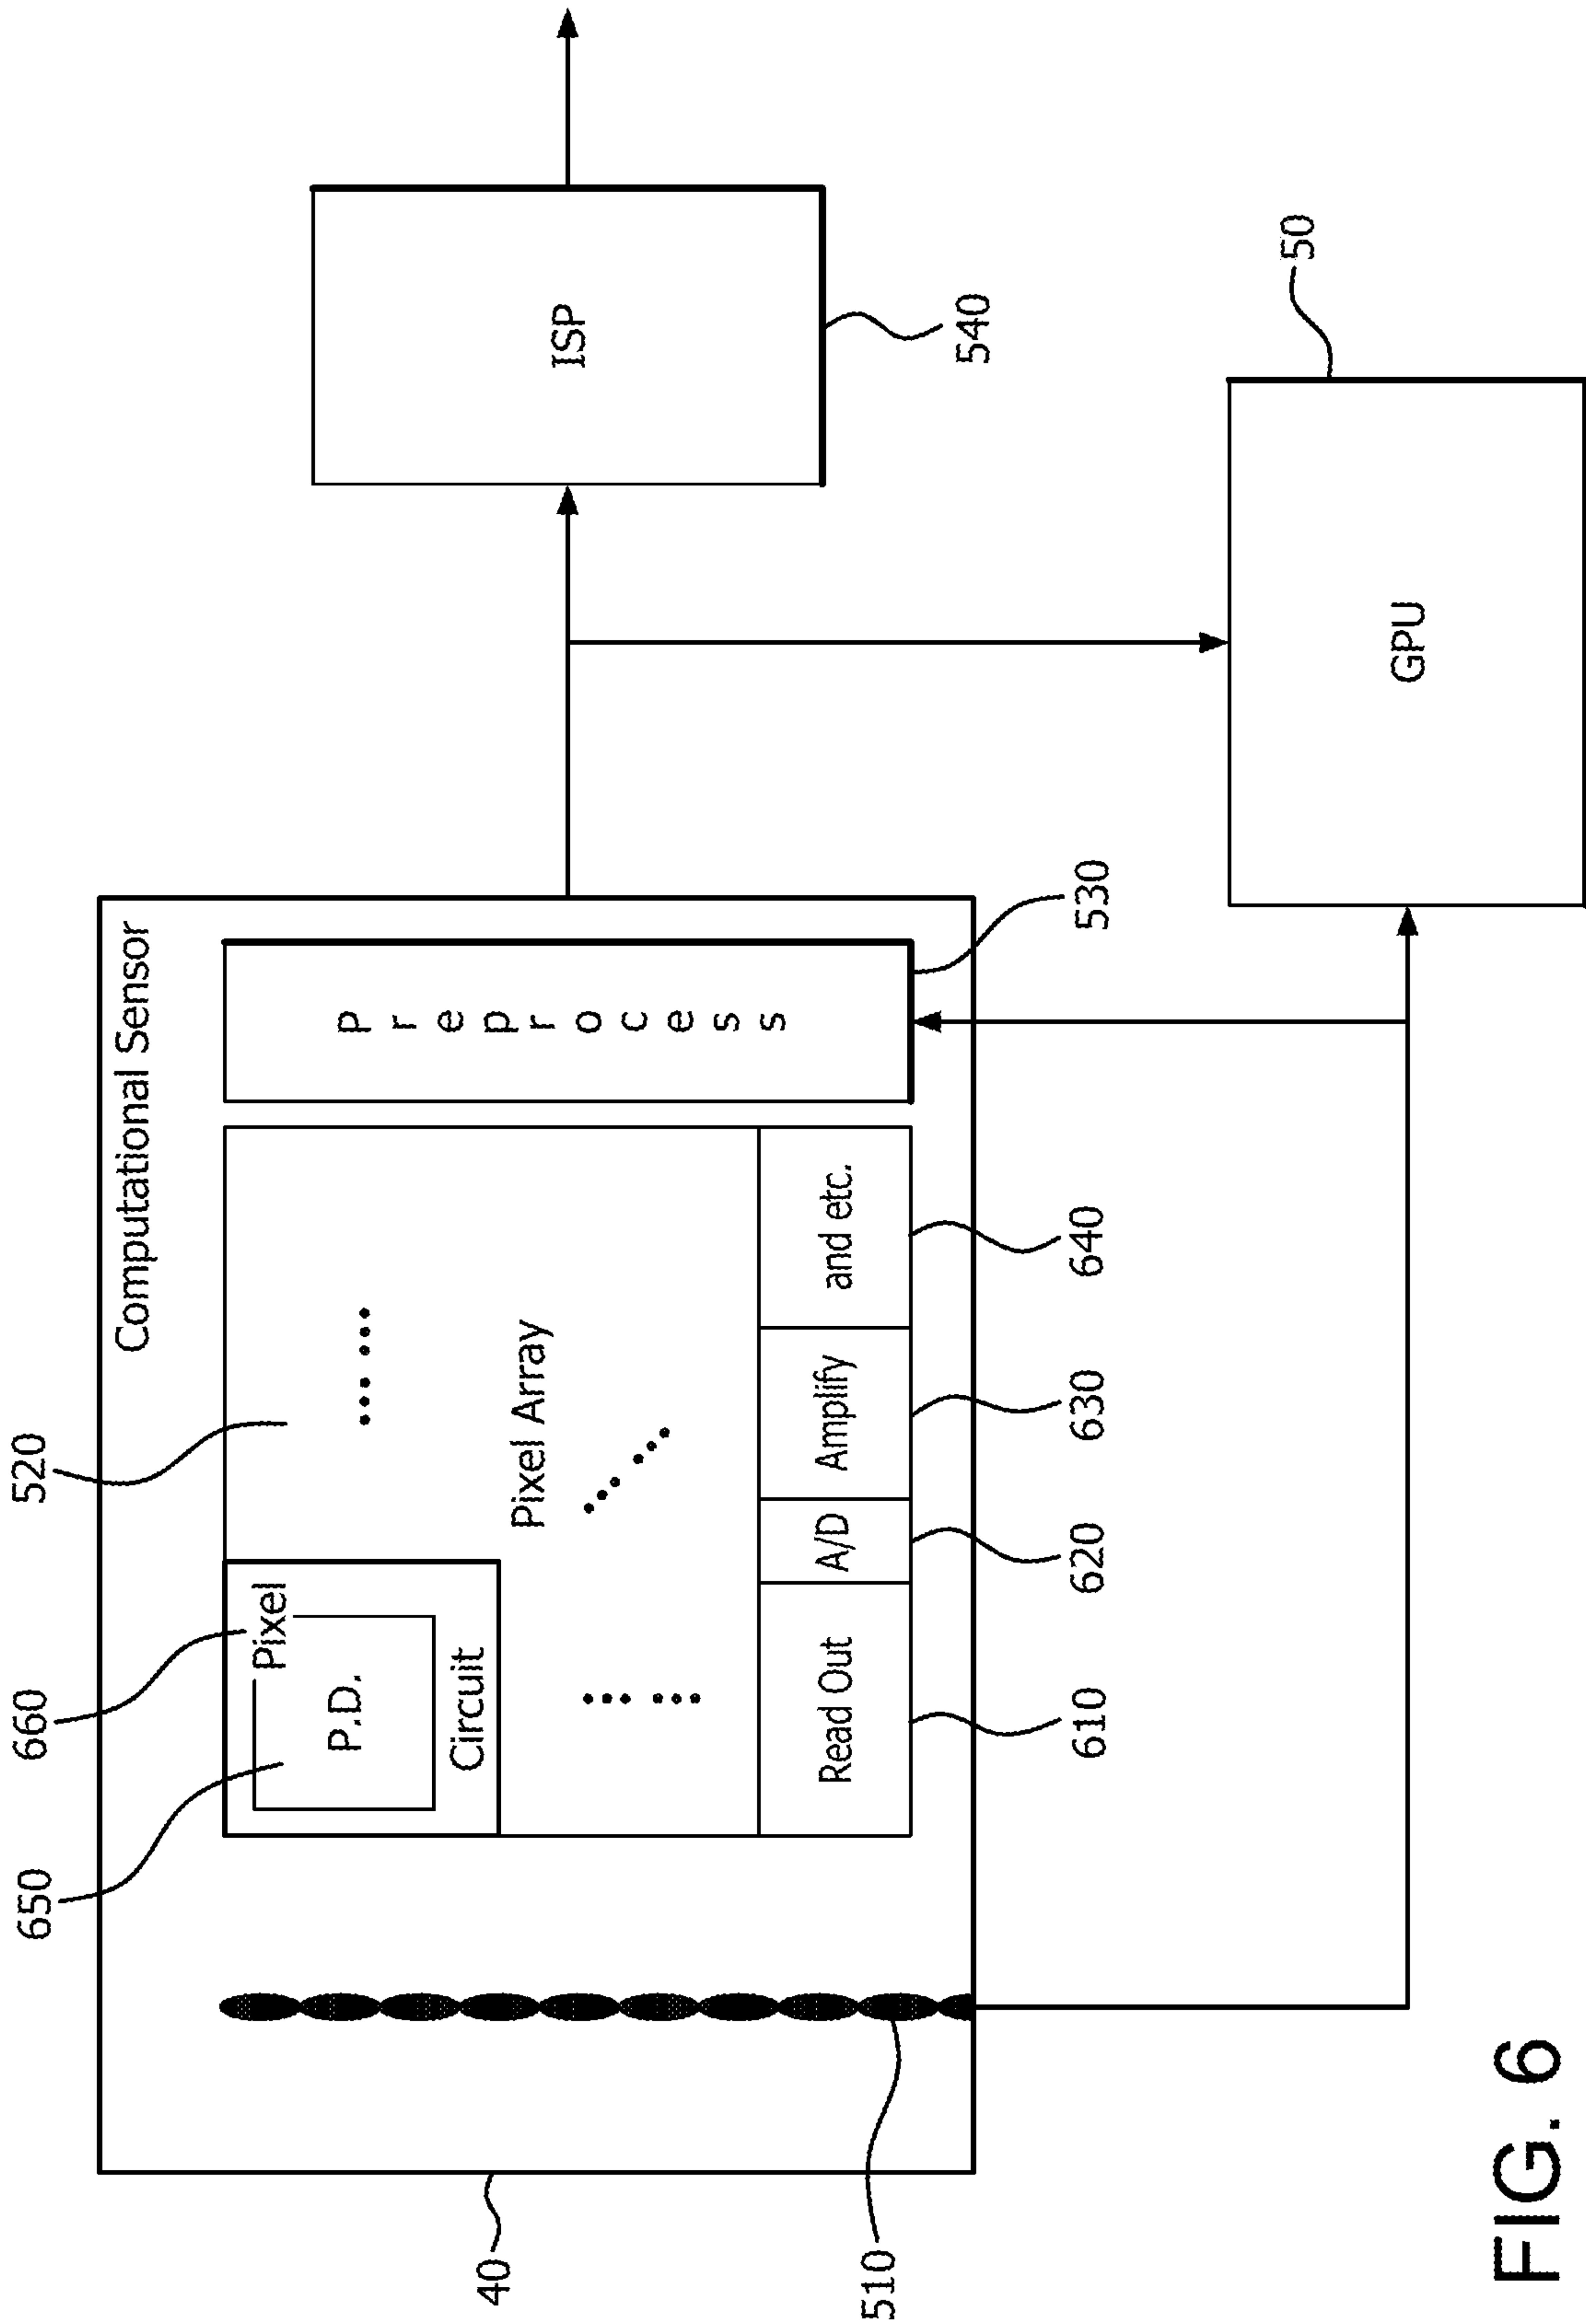 520
660
650
Computational Sensor
Pixel
P.D.
Circuit
Pixel Array
preprocess
Read Out
A/D
Amplify
and etc.
ISP
540
40
510
610
620
630
640
530
50
GPU
FIG. 6